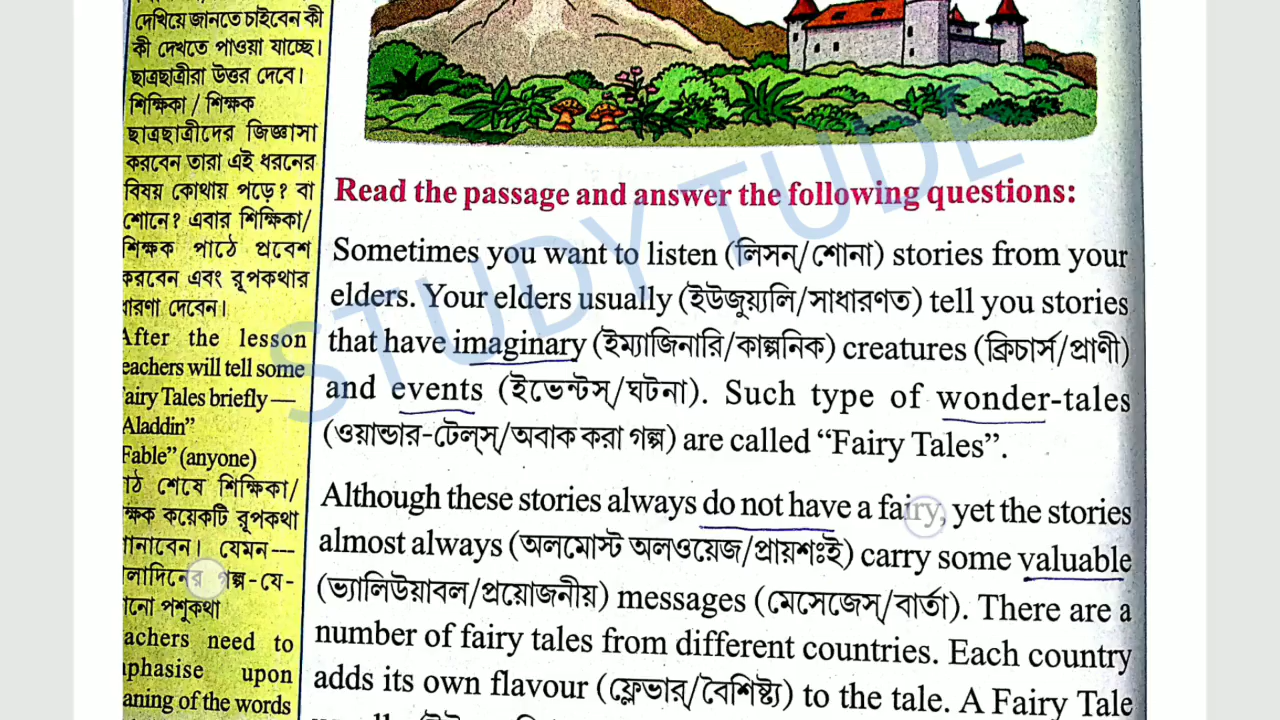 দেখিয়ে জানতে চাইবেন কী
কী দেখতে পাওয়া যাচ্ছে।
ছাত্রছাত্রীরা উত্তর দেবে।
শিক্ষিকা / শিক্ষক
ছাত্রছাত্রীদের জিজ্ঞাসা
করবেন তারা এই ধরনের
বিষয় কোথায় পড়ে? বা
শোনে? এবার শিক্ষিকা/
শিক্ষক পাঠে প্রবেশ
করবেন এবং রূপকথার
ধারণা দেবেন।
After the lesson
eachers will tell some
airy Tales briefly —
Aladdin”
Fable” (anyone)
ঠ শেষে শিক্ষিকা/
ক্ষক কয়েকটি রূপকথা
নাবেন। যেমন---
লাদিনের গল্প-যে-
নো পশুকথা
achers need to
phasise upon
aning of the words
STUDY TUDE
Read the passage and answer the following questions:
Sometimes you want to listen (লিসন্/শোনা) stories from your
elders. Your elders usually (ইউজুয়্যলি/সাধারণত) tell you stories
that have imaginary (ইম্যাজিনারি/কাল্পনিক) creatures (ক্রিচার্স/প্রাণী)
and events (ইভেন্টস্/ঘটনা). Such type of wonder-tales
(ওয়ান্ডার-টেল্স্/অবাক করা গল্প) are called “Fairy Tales”.
Although these stories always do not have a fairy, yet the stories
almost always (অলমোস্ট অলওয়েজ/প্রায়শঃই) carry some valuable
(ভ্যালিউয়াবল/প্রয়োজনীয়) messages (মেসেজেস্/বার্তা). There are a
number of fairy tales from different countries. Each country
adds its own flavour (ফ্লেভার্/বৈশিষ্ট্য) to the tale. A Fairy Tale